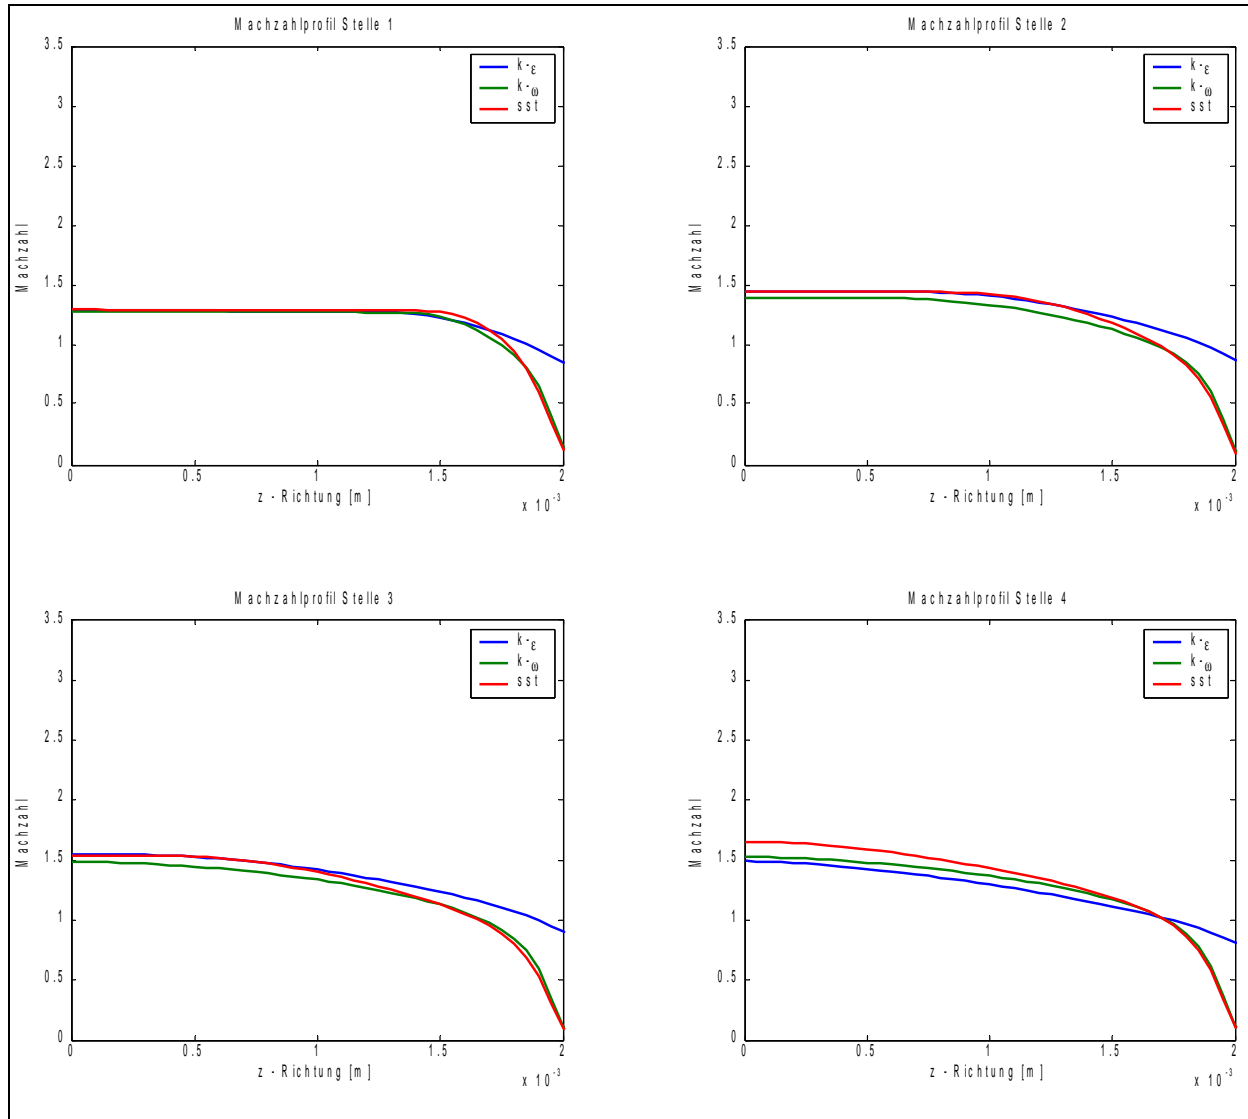 Machzahlprofil Stelle 1
3.5
3
2.5
2
1.5
1
0.5
0
Machzahl
k-ε
k-ω
sst
0
0.5
1
1.5
2
z - Richtung [m]
x 10^-3
Machzahlprofil Stelle 2
3.5
3
2.5
2
1.5
1
0.5
0
Machzahl
k-ε
k-ω
sst
0
0.5
1
1.5
2
z - Richtung [m]
x 10^-3
Machzahlprofil Stelle 3
3.5
3
2.5
2
1.5
1
0.5
0
Machzahl
k-ε
k-ω
sst
0
0.5
1
1.5
2
z - Richtung [m]
x 10^-3
Machzahlprofil Stelle 4
3.5
3
2.5
2
1.5
1
0.5
0
Machzahl
k-ε
k-ω
sst
0
0.5
1
1.5
2
z - Richtung [m]
x 10^-3